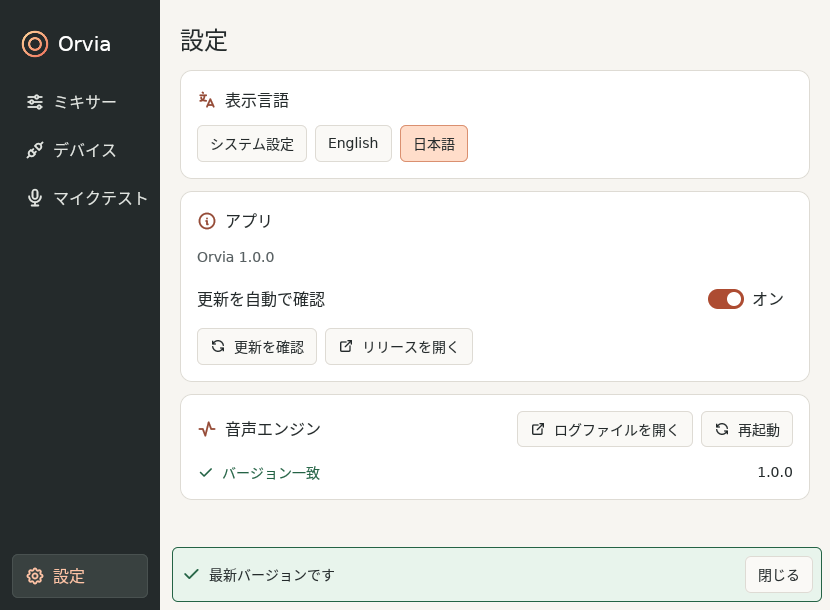 Orvia
ミキサー
デバイス
マイクテスト
設定
設定
表示言語
システム設定 English 日本語
アプリ
Orvia 1.0.0
更新を自動で確認 オン
更新を確認 リリースを開く
音声エンジン ログファイルを開く 再起動
バージョン一致 1.0.0
最新バージョンです 閉じる